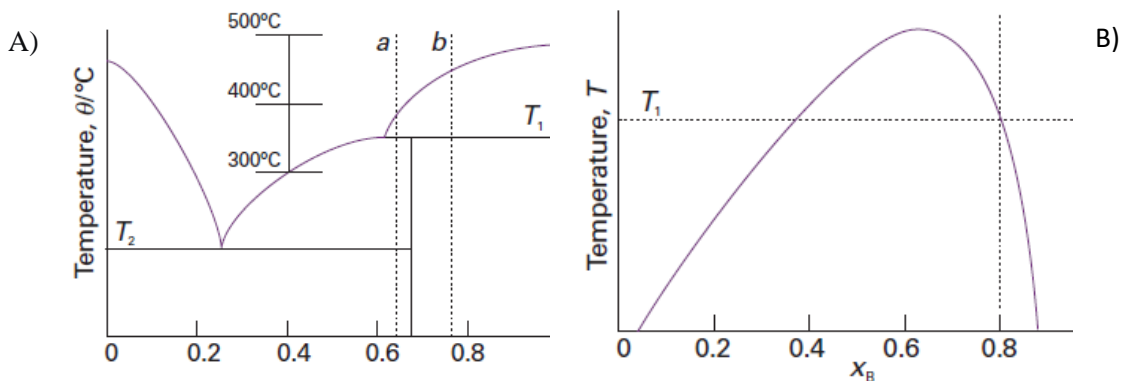 A)
Temperature, θ/°C
500ºC
400ºC
300ºC
a
b
T₁
T₂
0 0.2 0.4 0.6 0.8
B)
Temperature, T
T₁
0 0.2 0.4 0.6 0.8
x_B